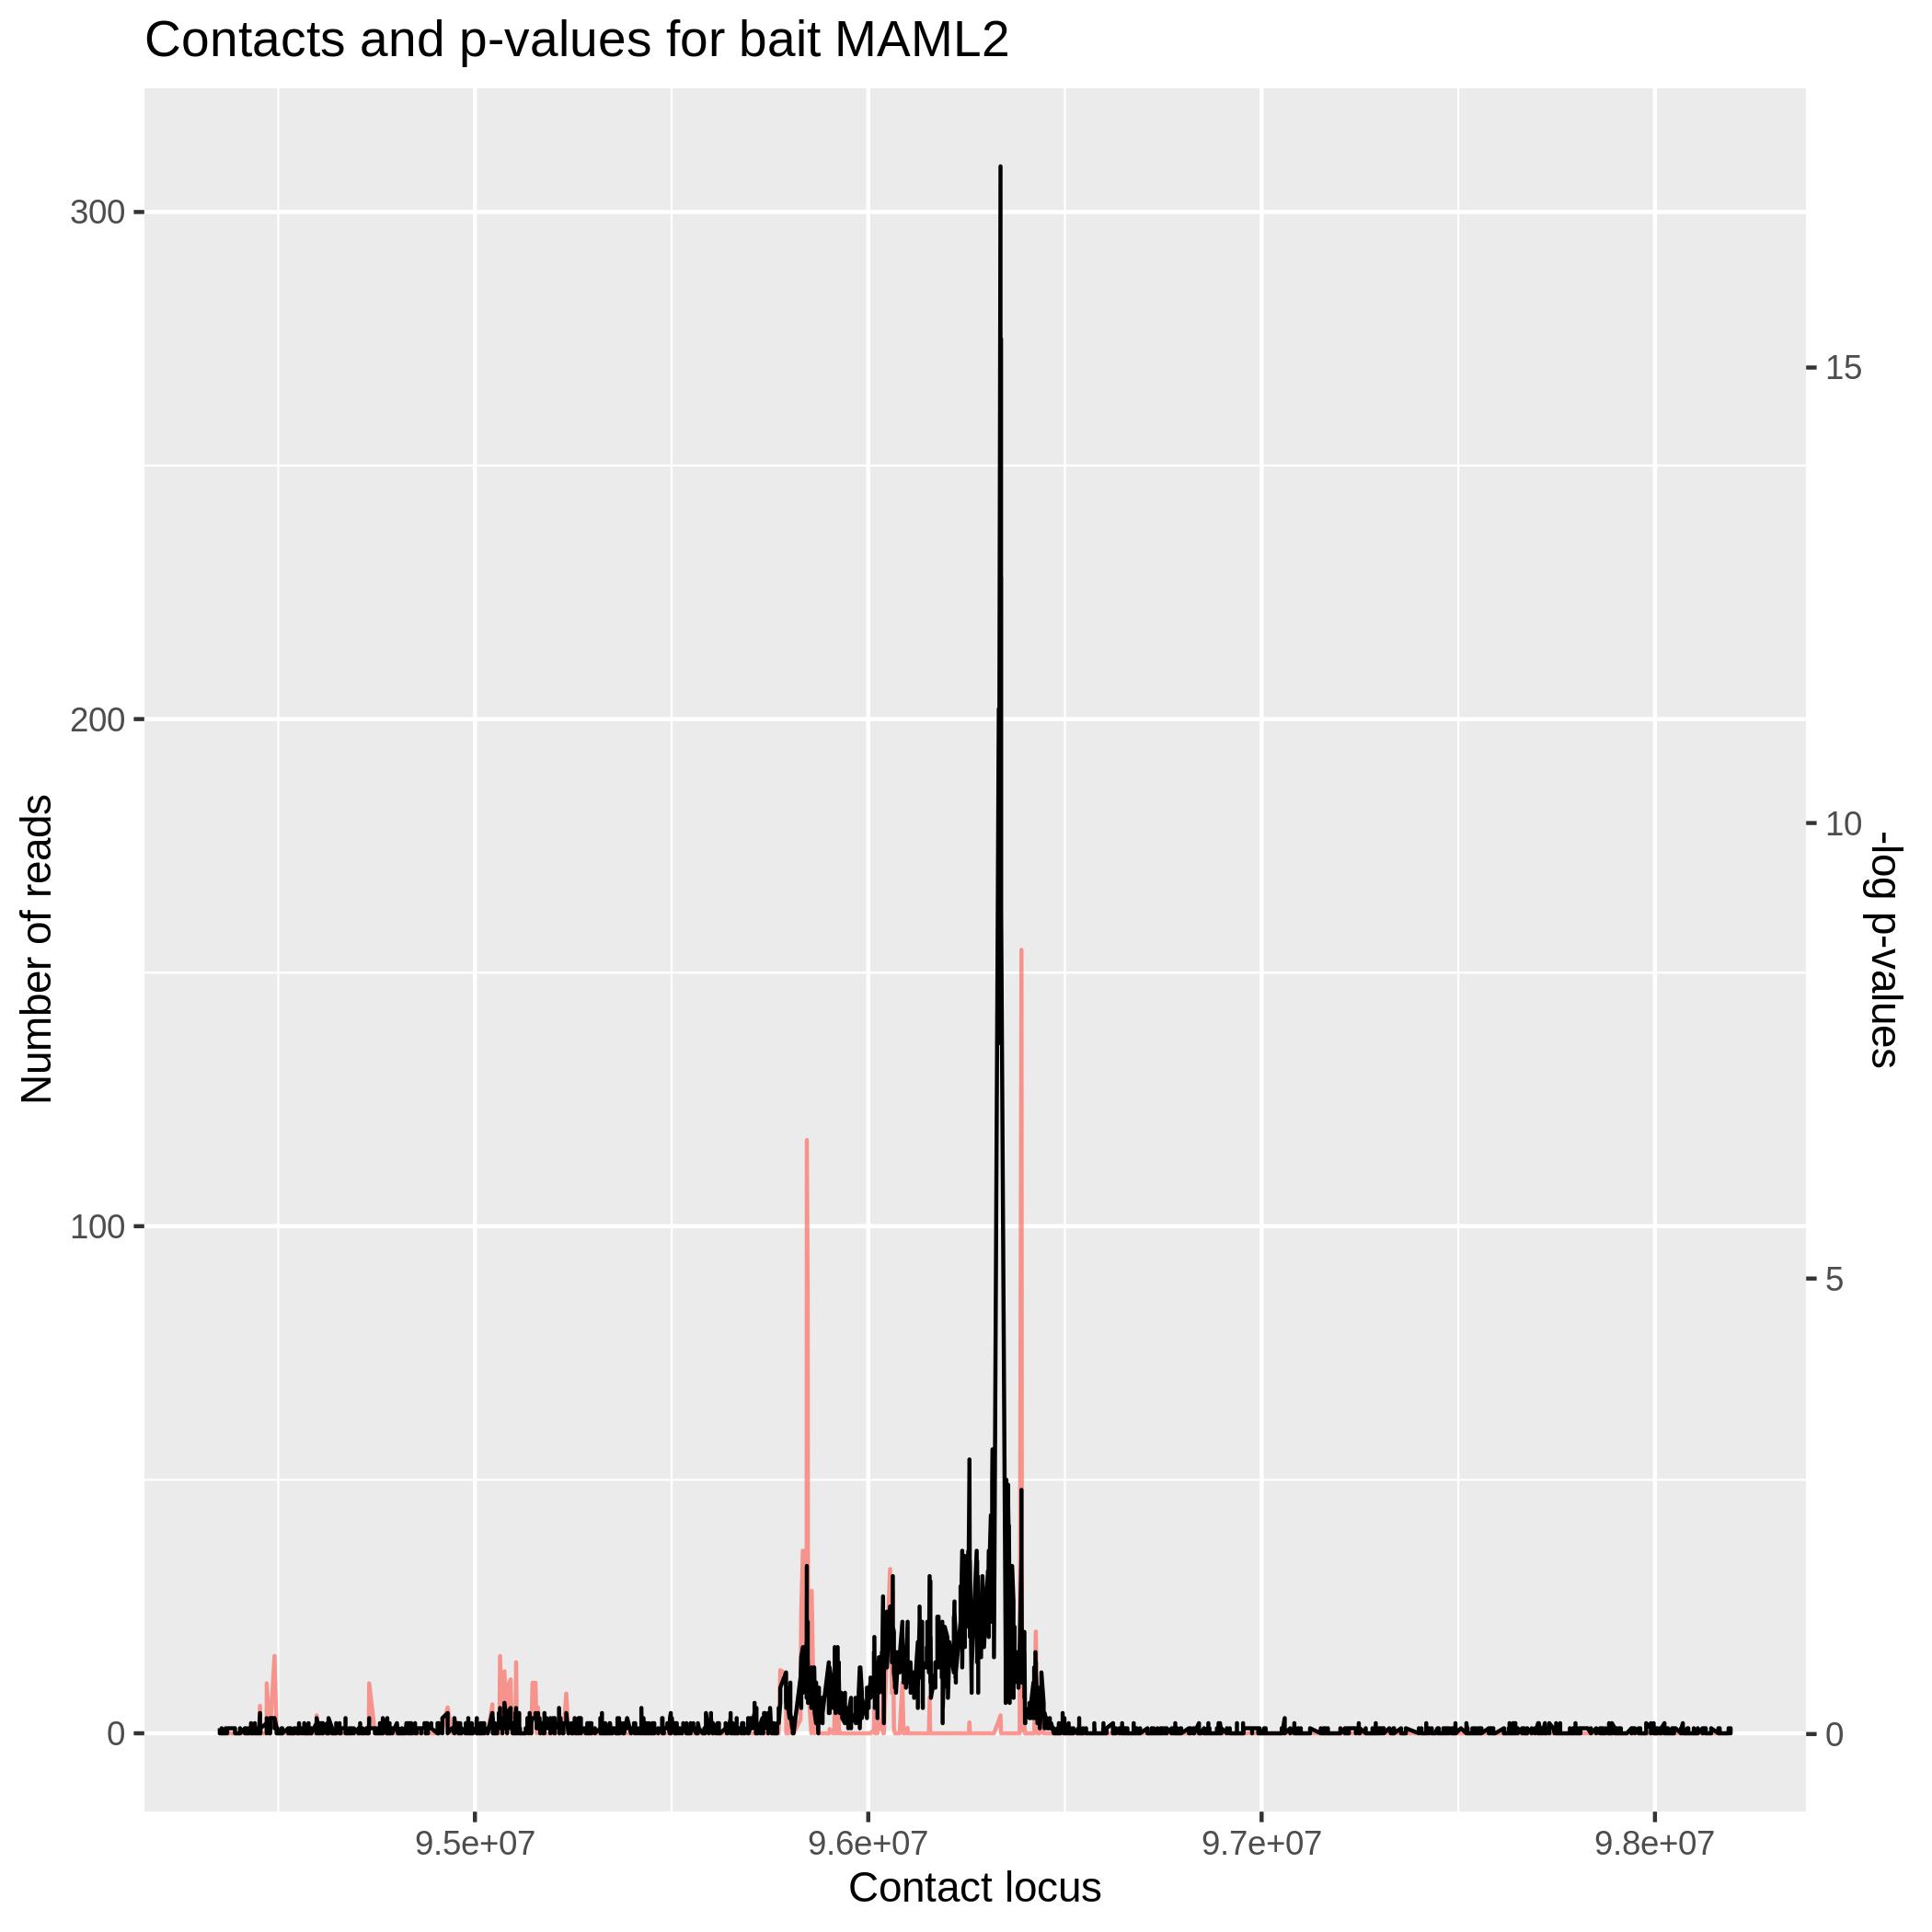 Contacts and p-values for bait MAML2
300
200
100
0
Number of reads
15
10
5
0
-log p-values
9.5e+07
9.6e+07
9.7e+07
9.8e+07
Contact locus